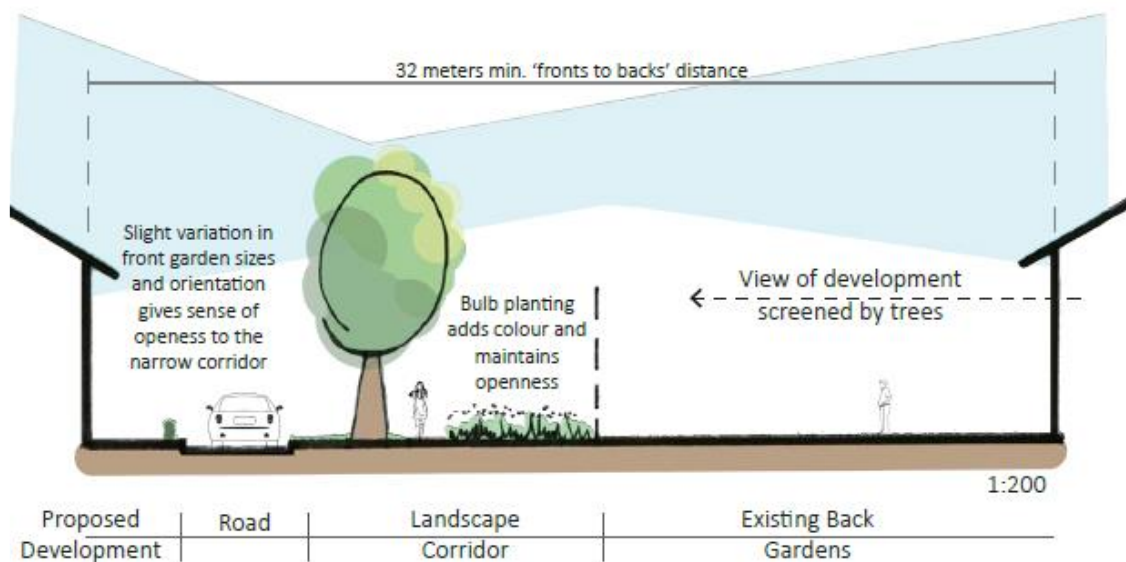 32 meters min. ‘fronts to backs’ distance
Slight variation in
front garden sizes
and orientation
gives sense of
openess to the
narrow corridor
Bulb planting
adds colour and
maintains
openness
View of development
screened by trees
1:200
Proposed
Development
Road
Landscape
Corridor
Existing Back
Gardens